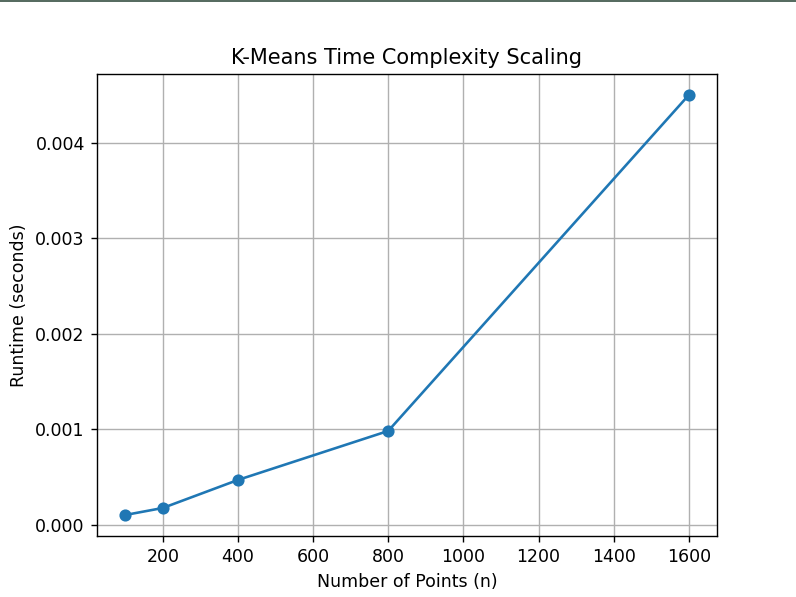 K-Means Time Complexity Scaling
Runtime (seconds)
0.004
0.003
0.002
0.001
0.000
200 400 600 800 1000 1200 1400 1600
Number of Points (n)